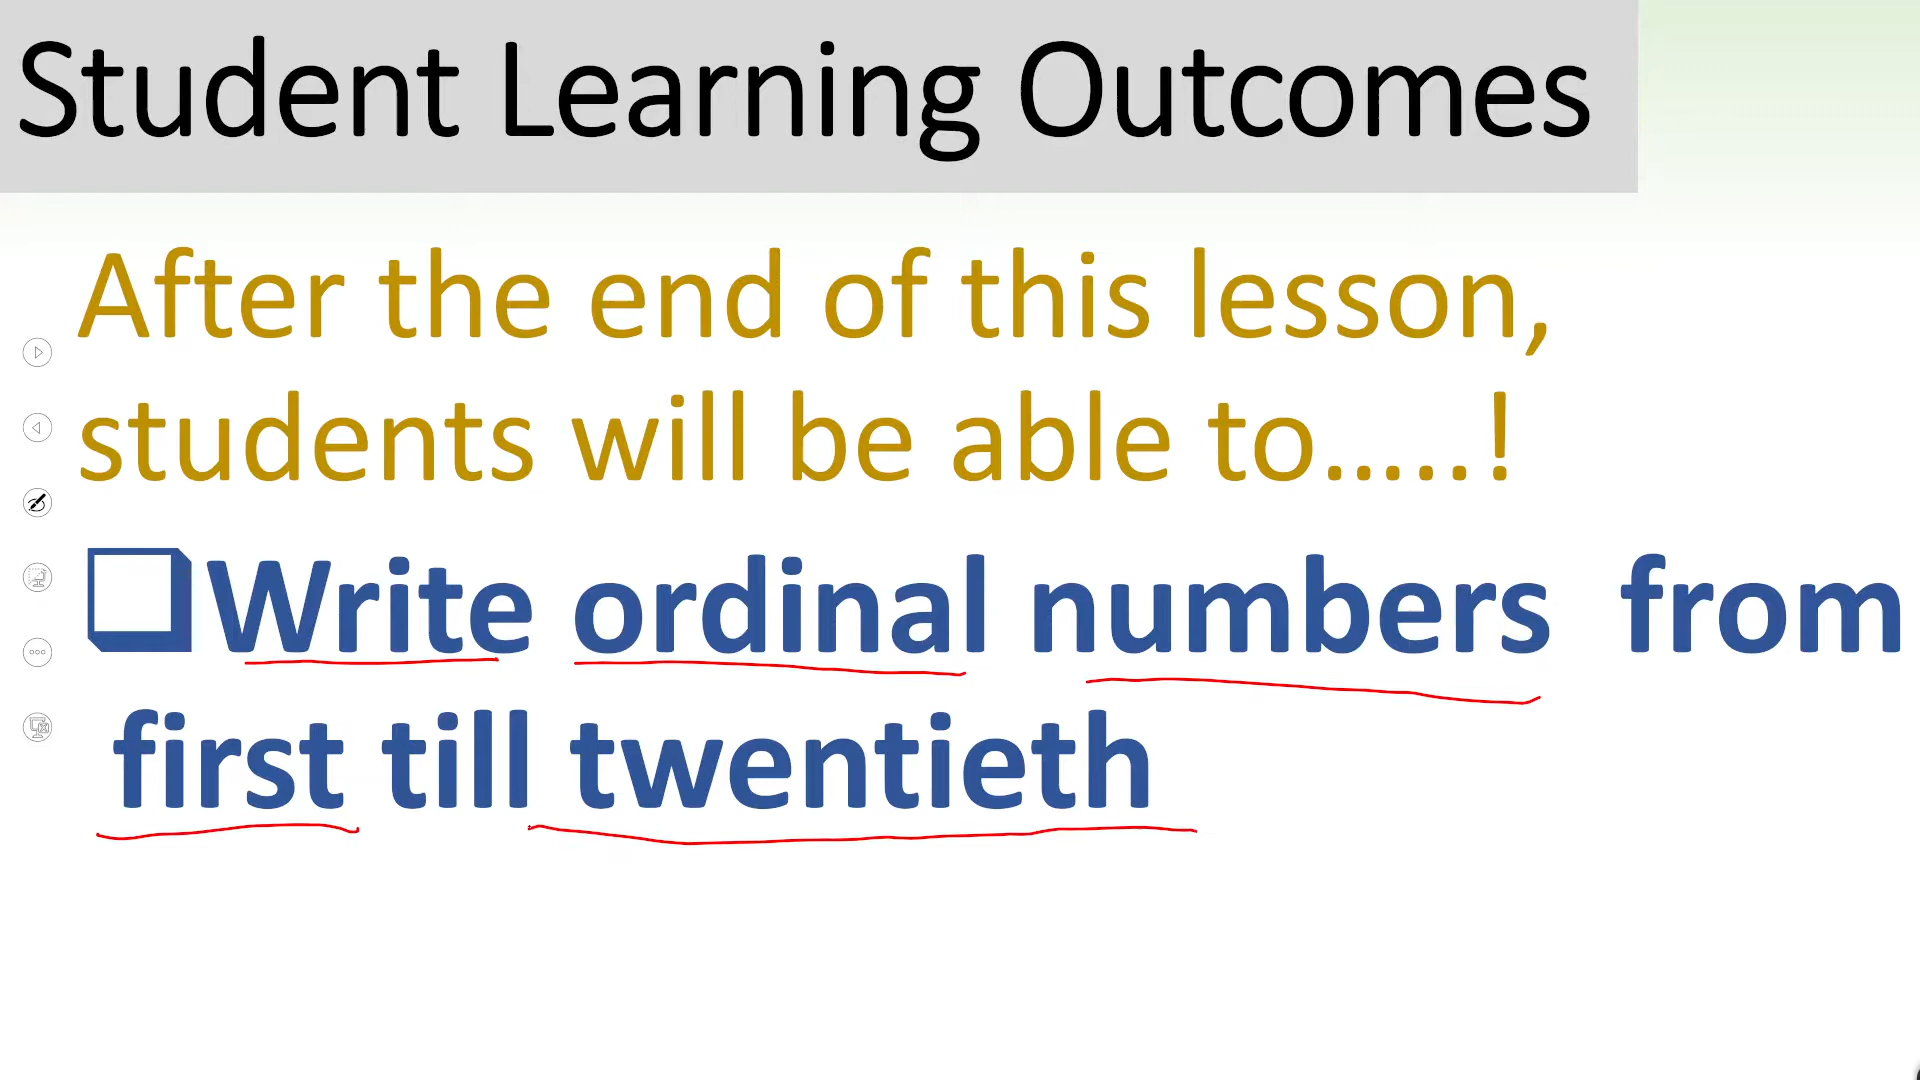 Student Learning Outcomes
After the end of this lesson,
students will be able to.....!
Write ordinal numbers from
first till twentieth